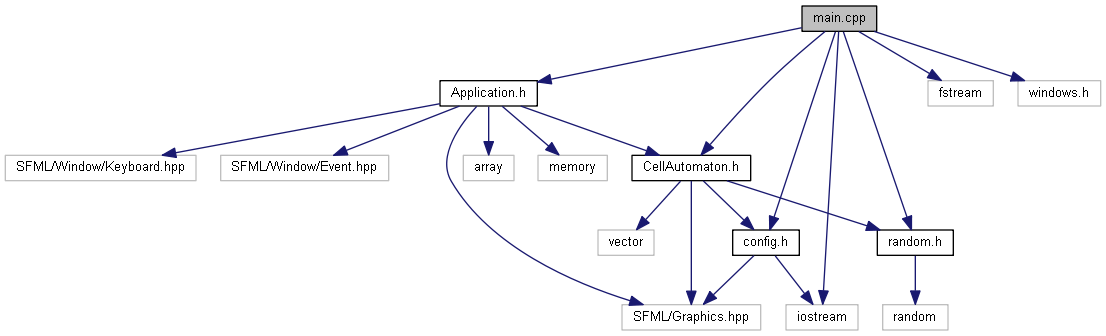 main.cpp
Application.h
fstream
windows.h
SFML/Window/Keyboard.hpp
SFML/Window/Event.hpp
array
memory
CellAutomaton.h
vector
config.h
random.h
SFML/Graphics.hpp
iostream
random